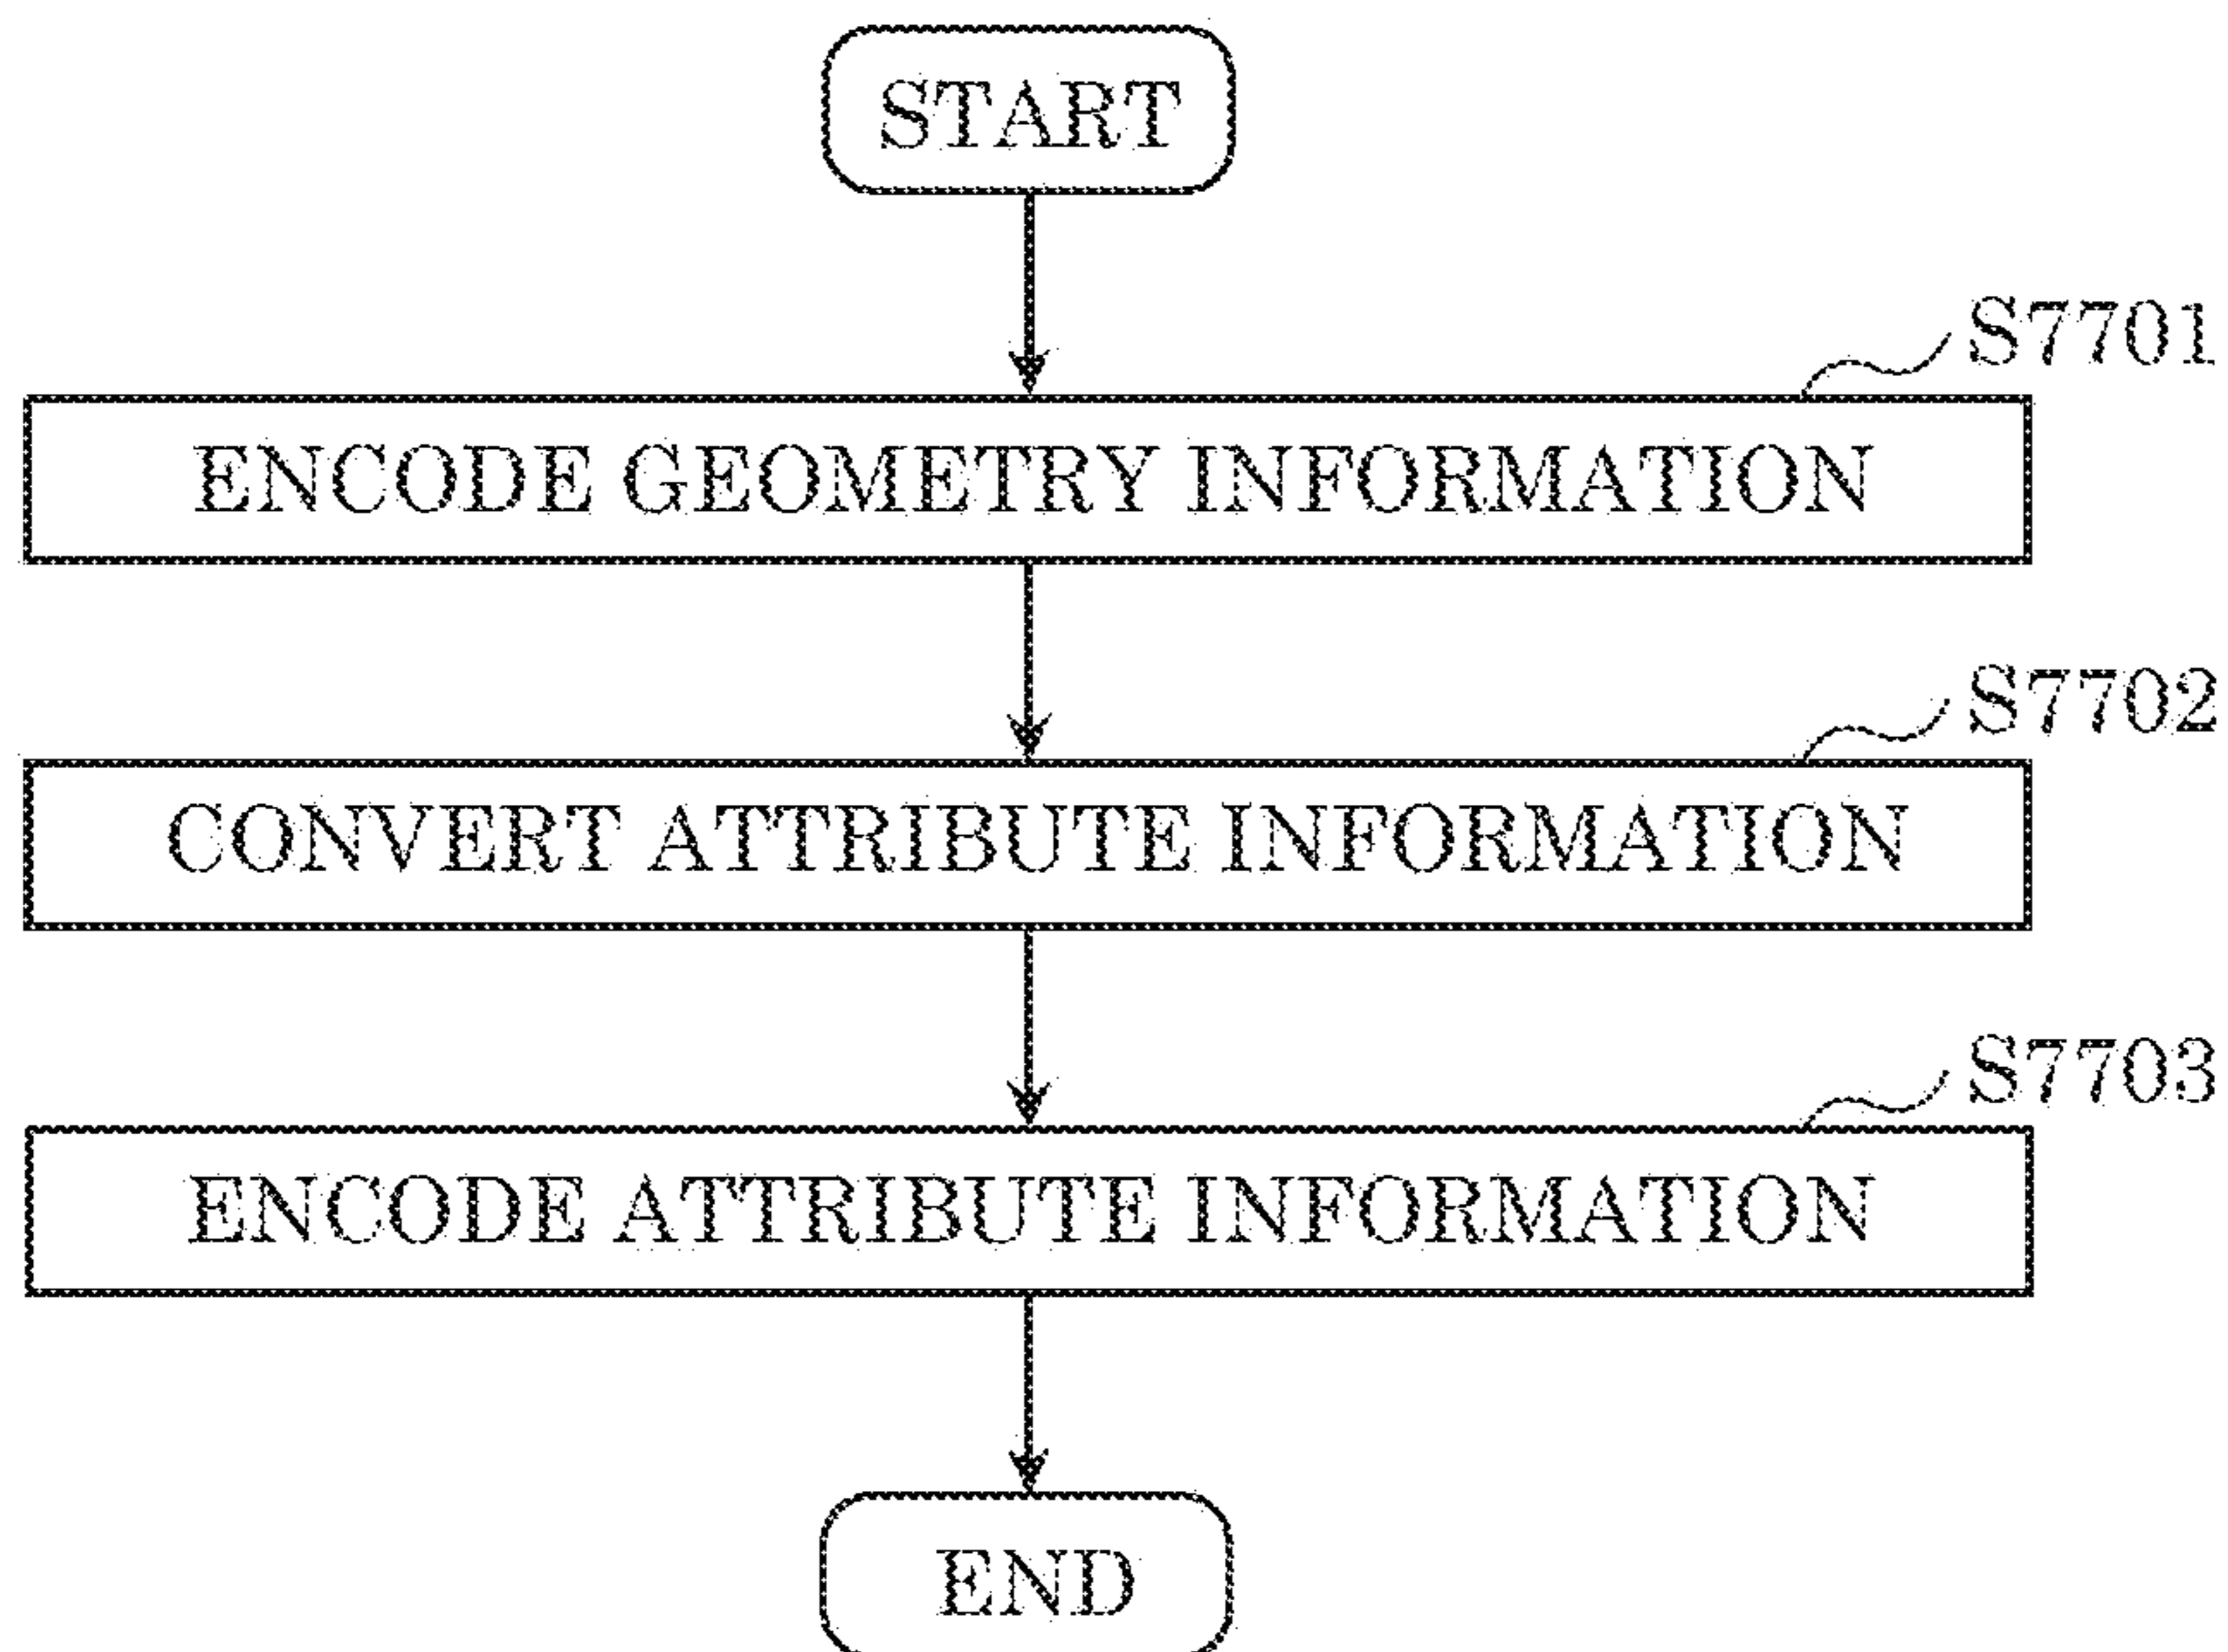 START
S7701
ENCODE GEOMETRY INFORMATION
S7702
CONVERT ATTRIBUTE INFORMATION
S7703
ENCODE ATTRIBUTE INFORMATION
END